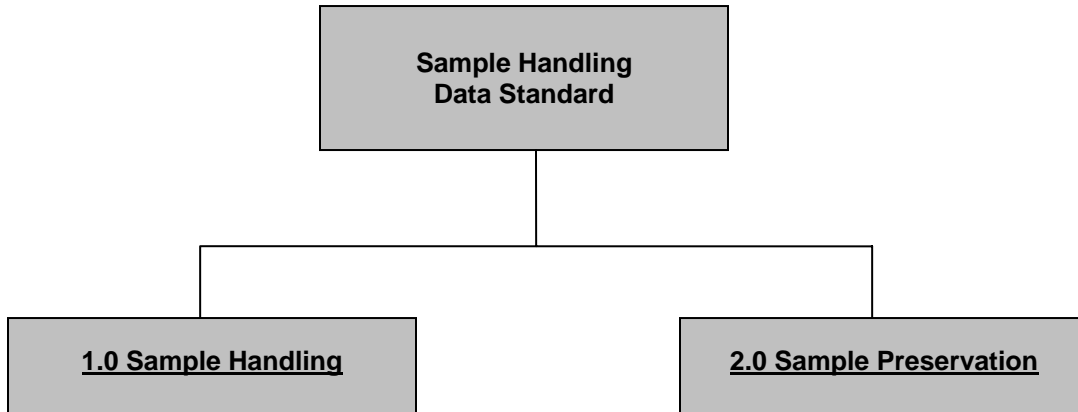 Sample Handling
Data Standard
1.0 Sample Handling
2.0 Sample Preservation